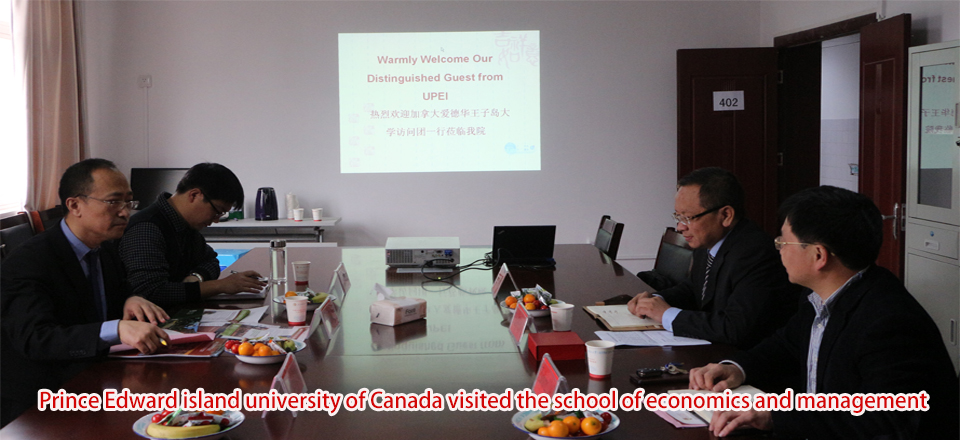 Warmly Welcome Our
Distinguished Guest from
UPEI
热烈欢迎加拿大爱德华王子岛大
学访问团一行莅临我院
402
Prince Edward island university of Canada visited the school of economics and management